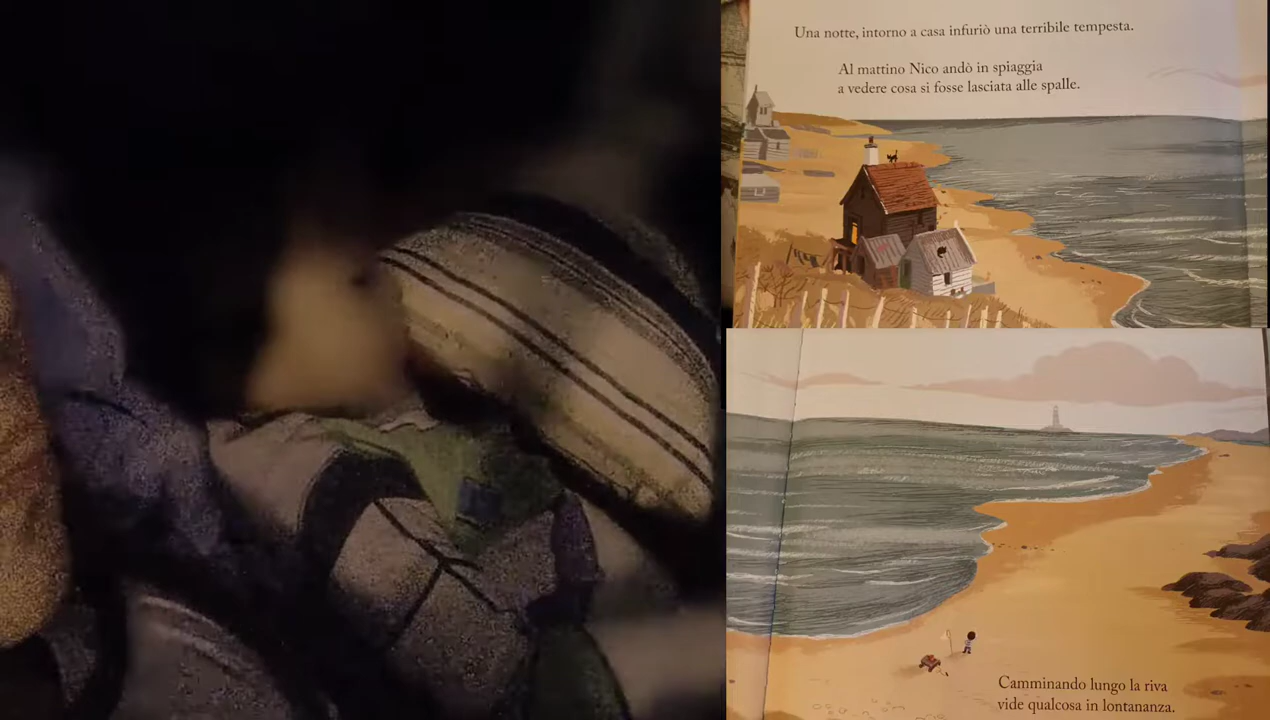 Una notte, intorno a casa infuriò una terribile tempesta.
Al mattino Nico andò in spiaggia
a vedere cosa si fosse lasciata alle spalle.
Camminando lungo la riva
vide qualcosa in lontananza.